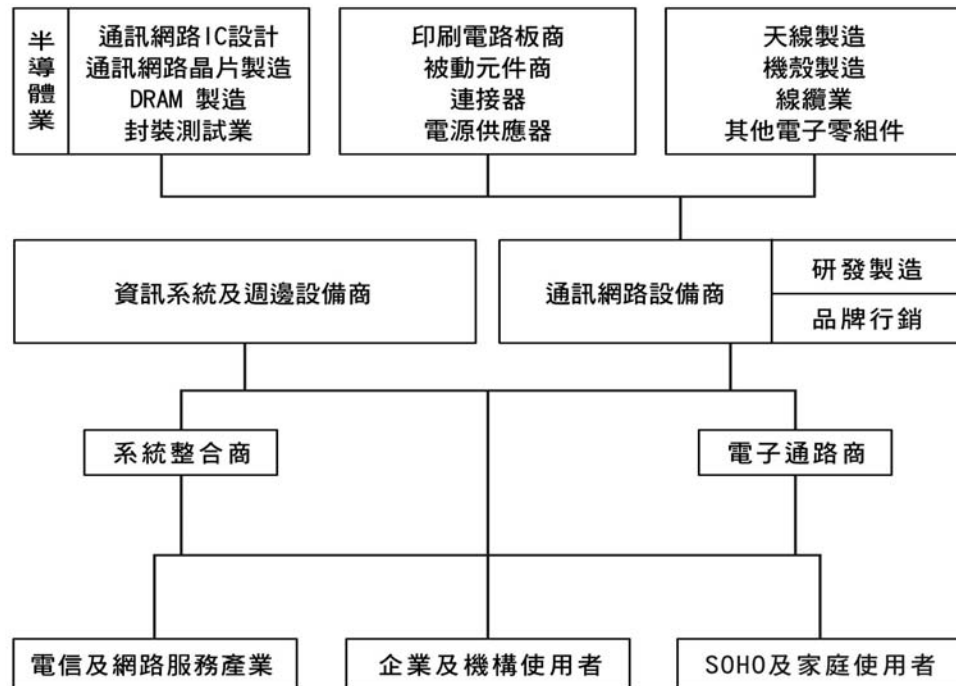 半導體業
通訊網路IC設計
通訊網路晶片製造
DRAM 製造
封裝測試業
印刷電路板商
被動元件商
連接器
電源供應器
天線製造
機殼製造
線纜業
其他電子零組件
資訊系統及週邊設備商
通訊網路設備商
研發製造
品牌行銷
系統整合商
電子通路商
電信及網路服務產業
企業及機構使用者
SOHO及家庭使用者